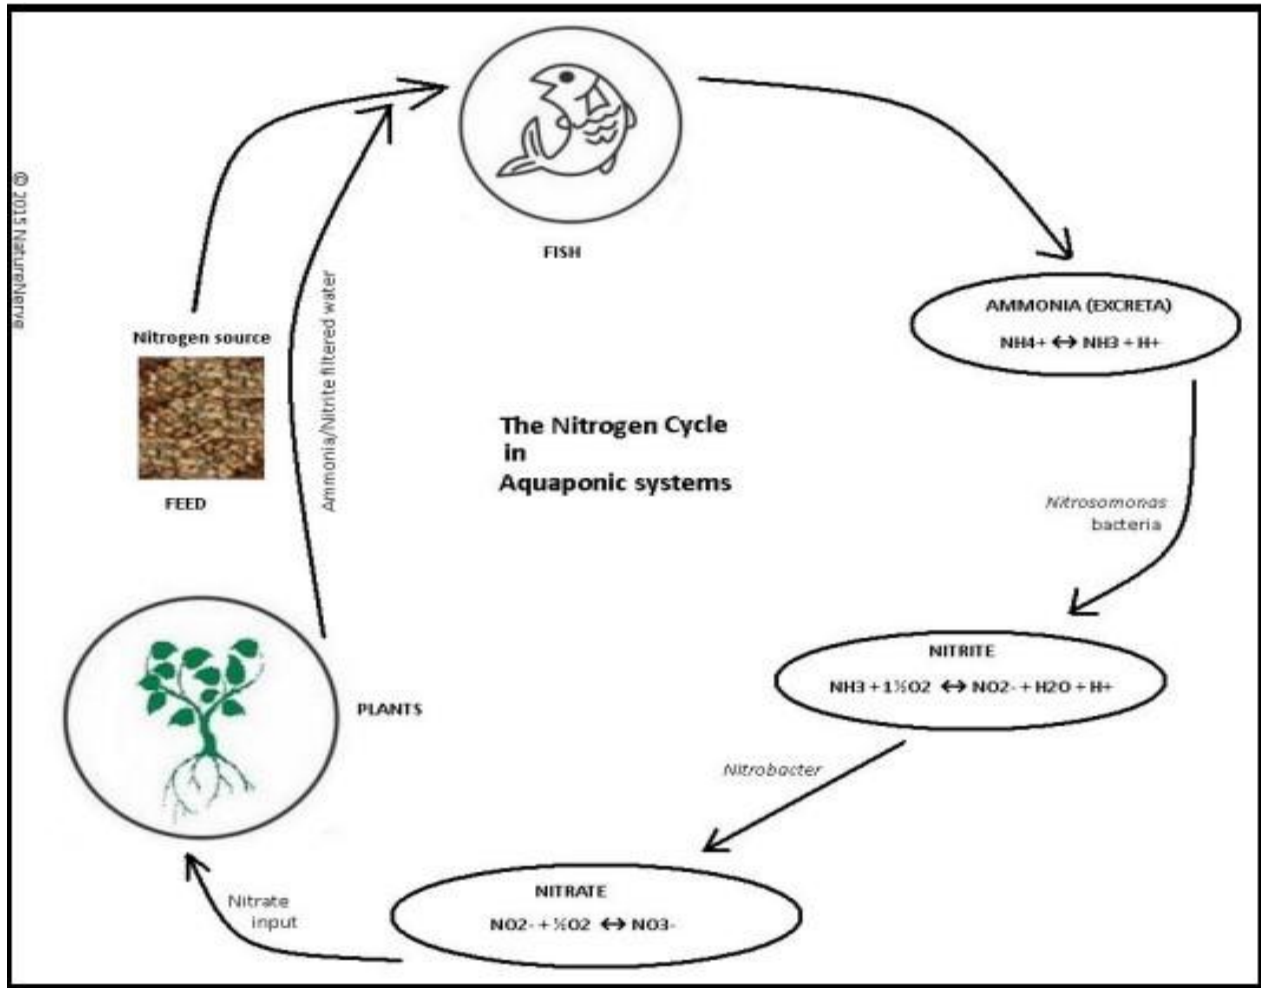 © 2015 NatureNerve
FISH
AMMONIA (EXCRETA)
NH4+ ↔ NH3 + H+
Nitrogen source
FEED
Ammonia/Nitrite filtered water
The Nitrogen Cycle
in
Aquaponic systems
Nitrosomonas
bacteria
NITRITE
NH3 + 1½O2 ↔ NO2- + H2O + H+
PLANTS
Nitrobacter
NITRATE
NO2- + ½O2 ↔ NO3-
Nitrate
input